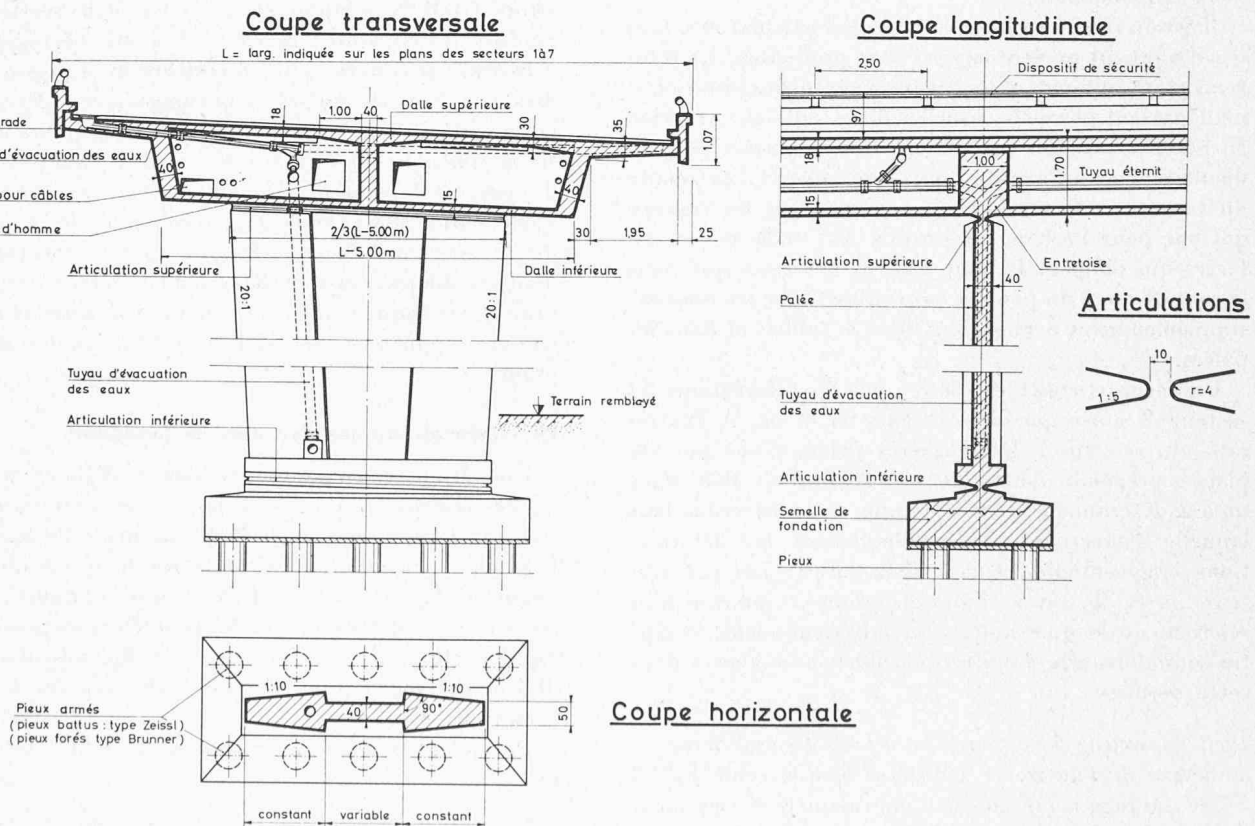 Coupe transversale
L = larg. indiquée sur les plans des secteurs 1à7
rade
d'évacuation des eaux
pour câbles
d'homme
18
1.00
40
Dalle supérieure
30
35
1,07
40
40
15
2/3(L-5.00m)
L-5.00m
30
1,95
25
Articulation supérieure
Dalle inférieure
20:1
20:1
Tuyau d'évacuation
des eaux
Articulation inférieure
Terrain remblayé
Coupe longitudinale
250
Dispositif de sécurité
97
18
1.00
1,70
Tuyau éternit
15
Articulation supérieure
Entretoise
Palée
40
Tuyau d'évacuation
des eaux
Articulation inférieure
Semelle de
fondation
Pieux
Articulations
10
1:5
r=4
Pieux armés
(pieux battus ; type Zeissl)
(pieux forés type Brunner)
1:10
1:10
40
90°
50
constant
variable
constant
Coupe horizontale